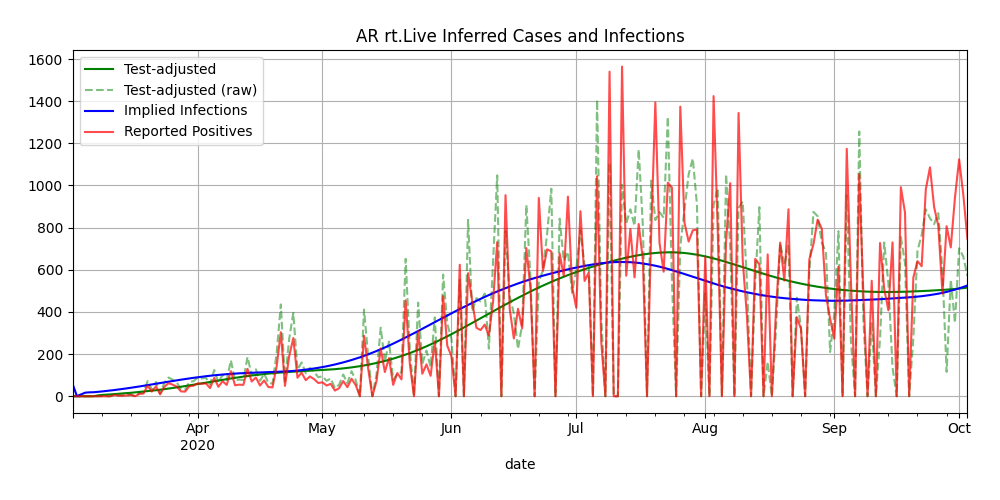 AR rt.Live Inferred Cases and Infections
1600
1400
1200
1000
800
600
400
200
0
Test-adjusted
Test-adjusted (raw)
Implied Infections
Reported Positives
Apr
2020
May
Jun
Jul
Aug
Sep
Oct
date